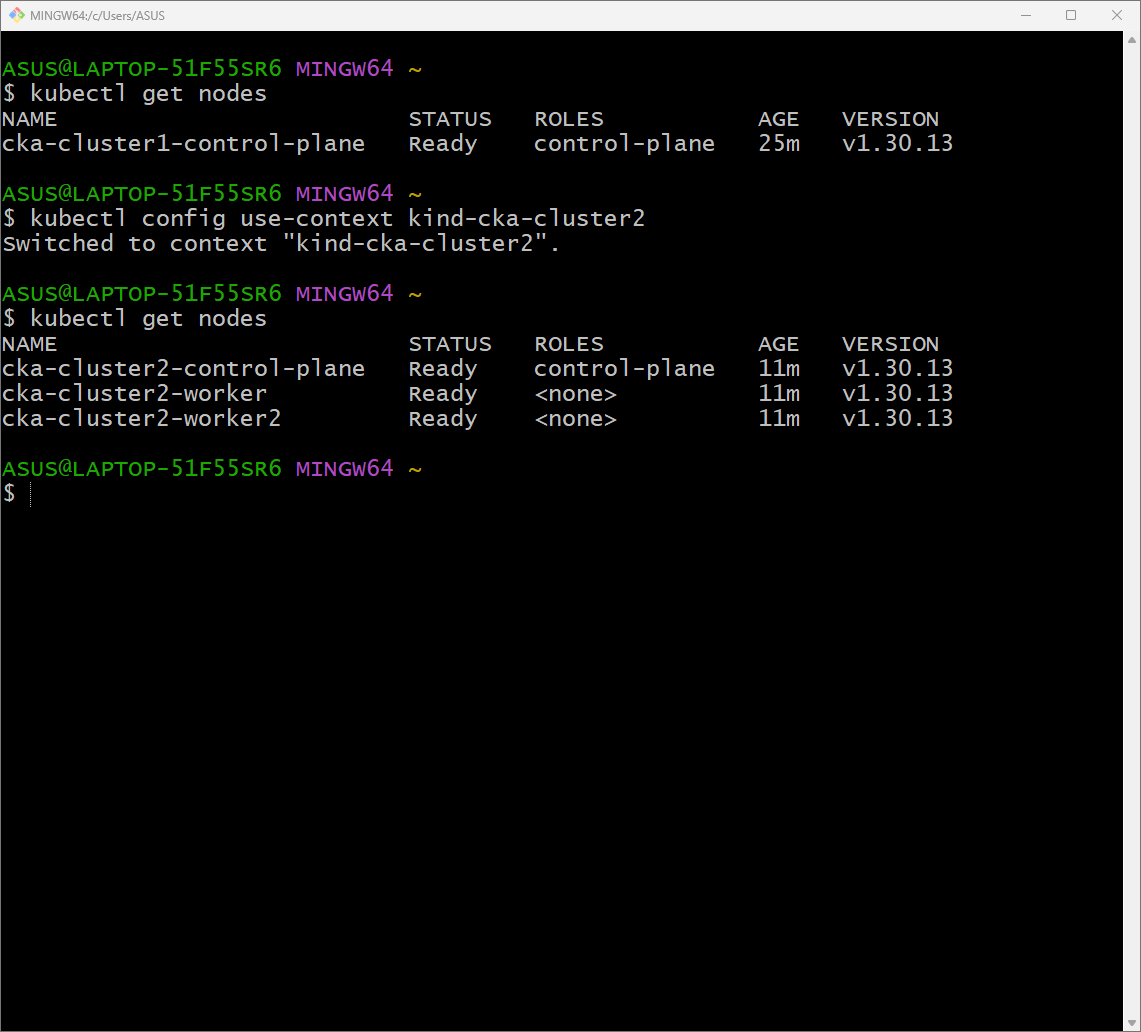 MINGW64:/c/Users/ASUS
ASUS@LAPTOP-51F55SR6 MINGW64 ~
$ kubectl get nodes
NAME                         STATUS   ROLES           AGE   VERSION
cka-cluster1-control-plane   Ready    control-plane   25m   v1.30.13
ASUS@LAPTOP-51F55SR6 MINGW64 ~
$ kubectl config use-context kind-cka-cluster2
Switched to context "kind-cka-cluster2".
ASUS@LAPTOP-51F55SR6 MINGW64 ~
$ kubectl get nodes
NAME                         STATUS   ROLES           AGE   VERSION
cka-cluster2-control-plane   Ready    control-plane   11m   v1.30.13
cka-cluster2-worker          Ready    <none>          11m   v1.30.13
cka-cluster2-worker2         Ready    <none>          11m   v1.30.13
ASUS@LAPTOP-51F55SR6 MINGW64 ~
$